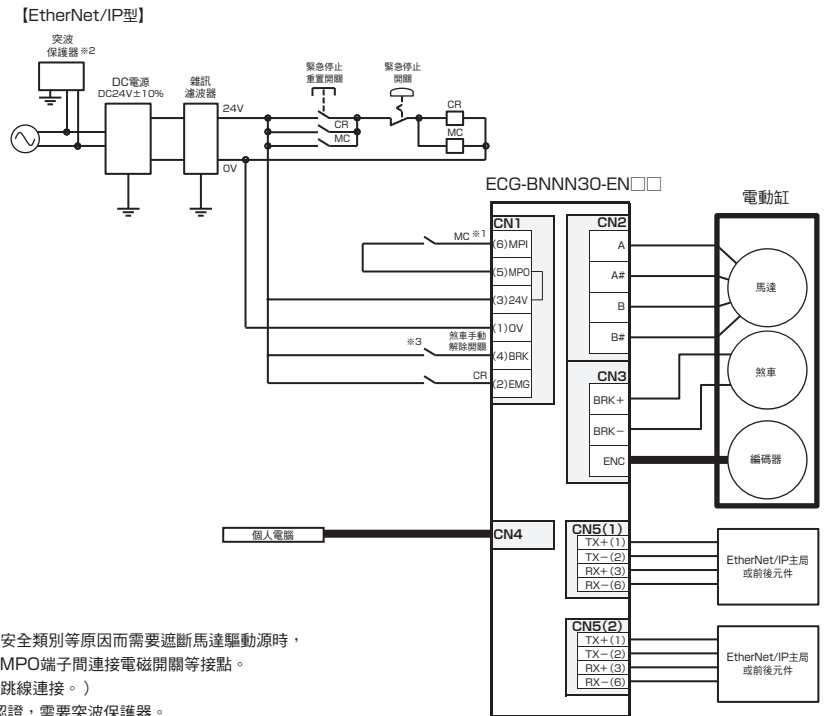 【EtherNet/IP型】
突波
保護器※2
DC電源
DC24V±10%
雜訊
濾波器
24V
0V
緊急停止
重置開關
緊急停止
開關
CR
MC
CR
MC
ECG-BNNN30-EN□□
電動缸
CN1
MC※1
(6)MPI
(5)MPO
(3)24V
(1)0V
※3
煞車手動
解除開關
(4)BRK
CR
(2)EMG
CN2
A
A#
B
B#
CN3
BRK+
BRK−
ENC
馬達
煞車
編碼器
個人電腦
CN4
CN5(1)
TX+(1)
TX−(2)
RX+(3)
RX−(6)
EtherNet/IP主局
或前後元件
CN5(2)
TX+(1)
TX−(2)
RX+(3)
RX−(6)
EtherNet/IP主局
或前後元件
安全類別等原因而需要遮斷馬達驅動源時，
MPO端子間連接電磁開關等接點。
跳線連接。）
認證，需要突波保護器。